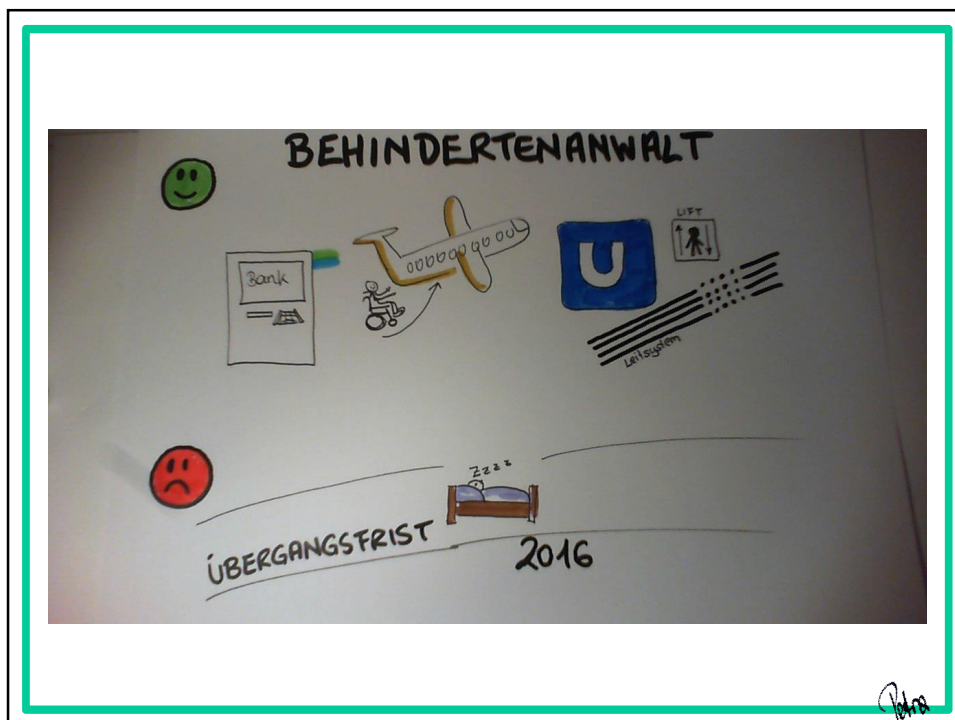 BEHINDERTENANWALT
LIFT
Bank
U
Leitsystem
Zzzz
ÜBERGANGSFRIST
2016
Petra